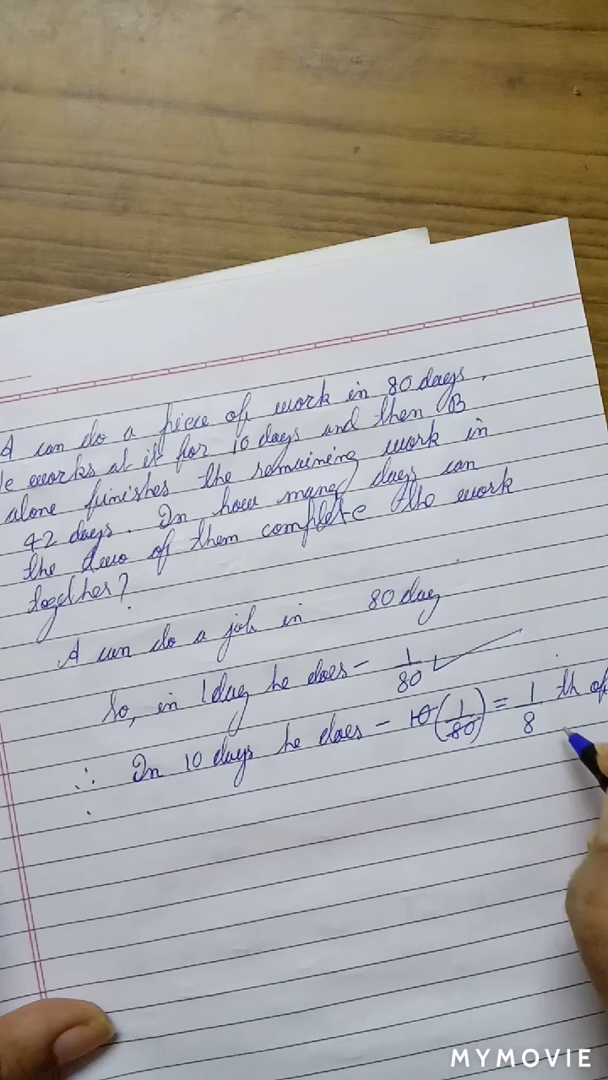 A can do a piece of work in 80 days.
e works at it for 10 days and then B
alone finishes the remaining work in
42 days. In how many days can
the two of them complete the work
together?
A can do a job in 80 day
So, in 1 day he does - 1/80
∴ In 10 days he does - 10(1/80) = 1/8 th of
MYMOVIE